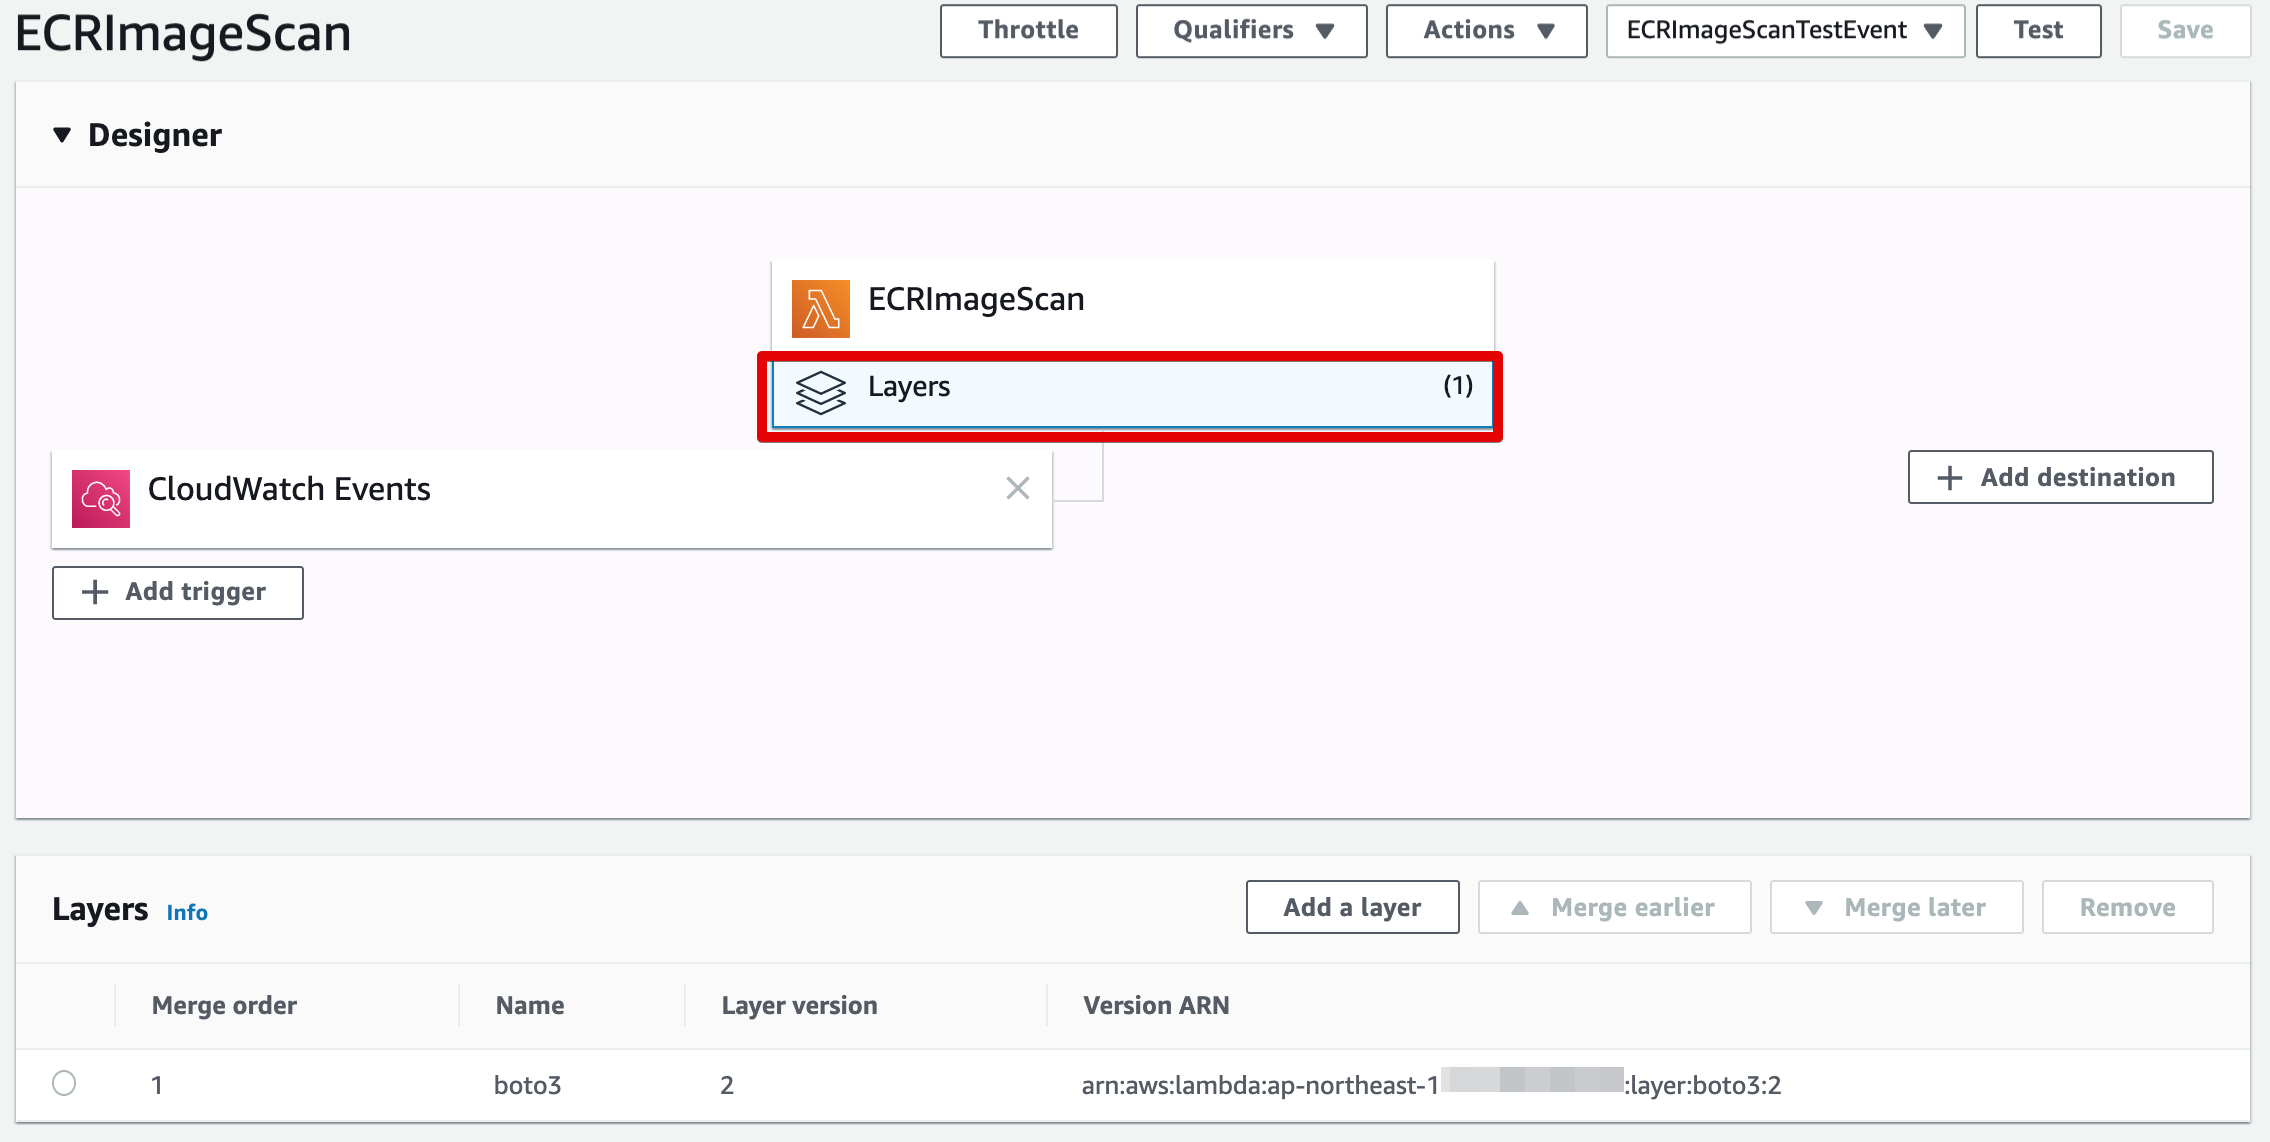 ECRImageScan
Throttle
Qualifiers
Actions
ECRImageScanTestEvent
Test
Save
Designer
ECRImageScan
Layers (1)
CloudWatch Events
Add destination
Add trigger
Layers Info
Add a layer
Merge earlier
Merge later
Remove
Merge order Name Layer version Version ARN
1 boto3 2 arn:aws:lambda:ap-northeast-1 :layer:boto3:2